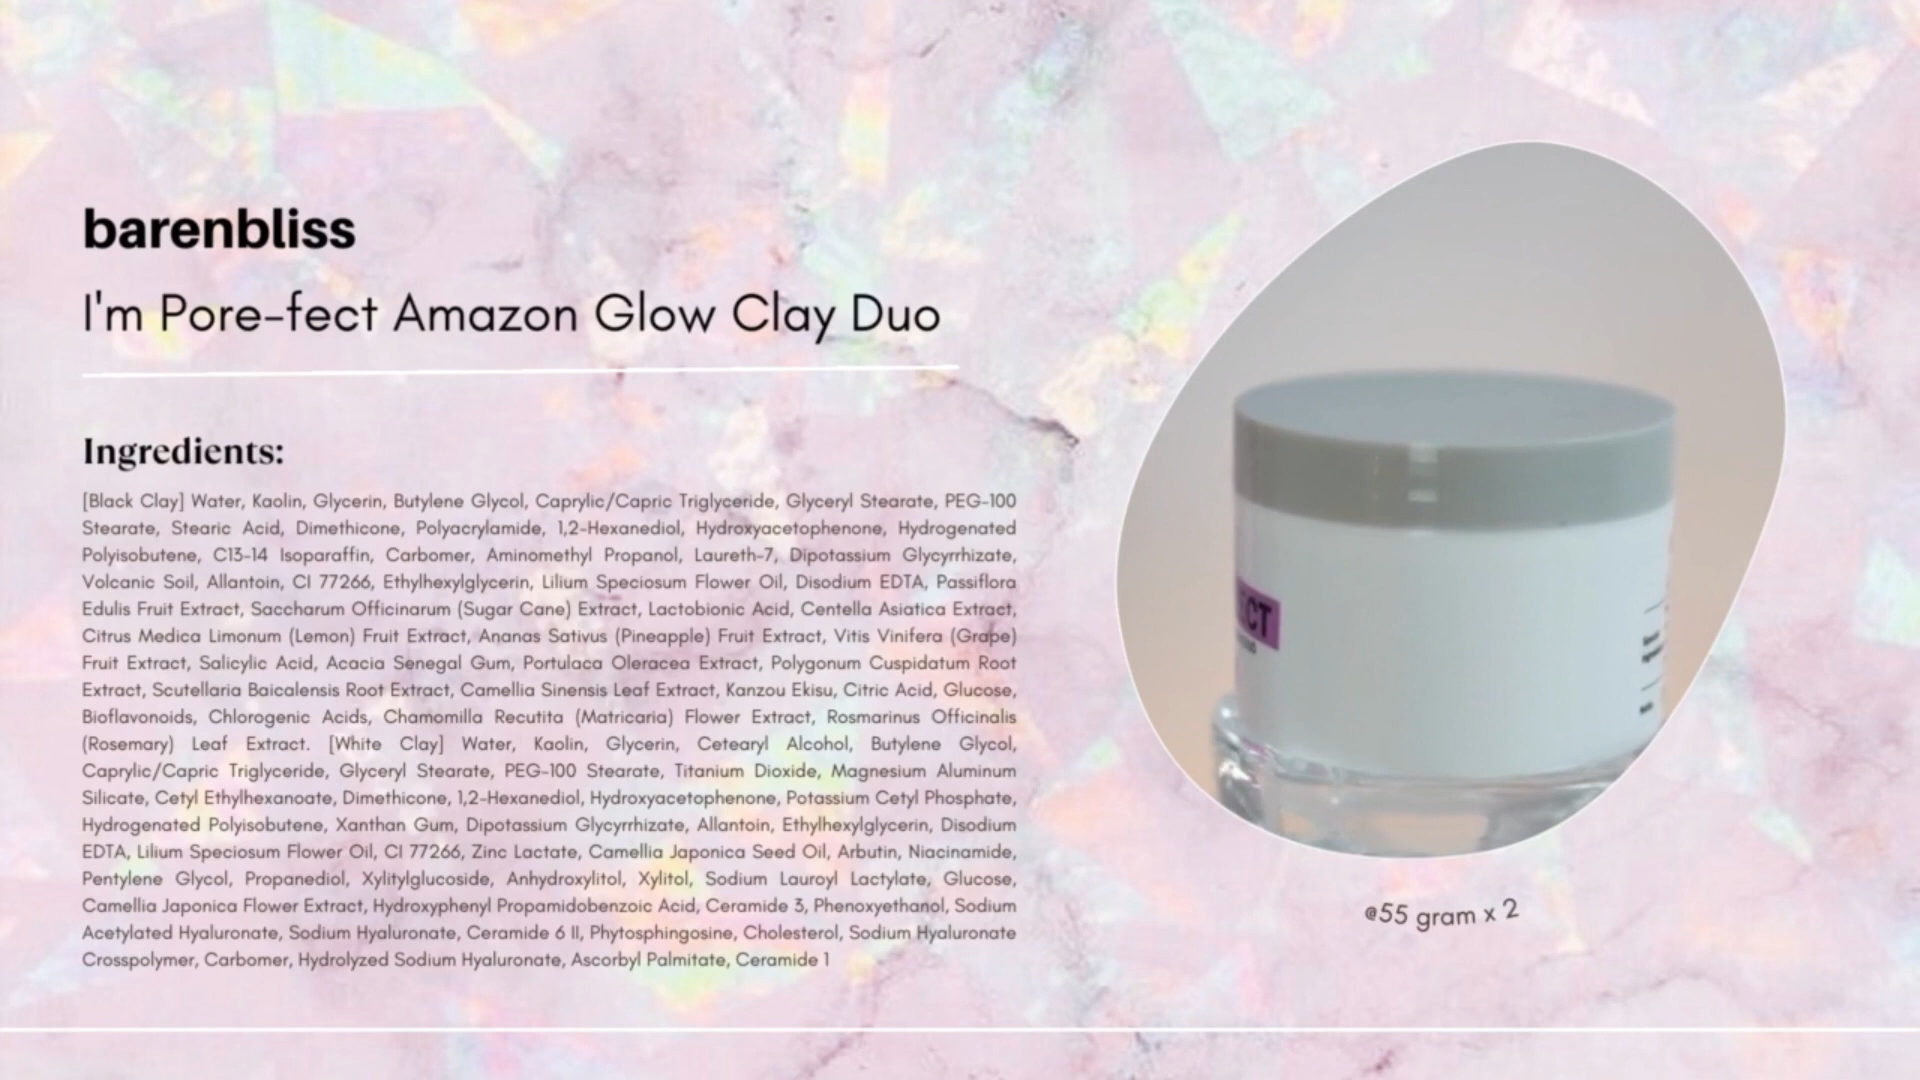 barenbliss
I'm Pore-fect Amazon Glow Clay Duo
Ingredients:
[Black Clay] Water, Kaolin, Glycerin, Butylene Glycol, Caprylic/Capric Triglyceride, Glyceryl Stearate, PEG-100
Stearate, Stearic Acid, Dimethicone, Polyacrylamide, 1,2-Hexanediol, Hydroxyacetophenone, Hydrogenated
Polyisobutene, C13-14 Isoparaffin, Carbomer, Aminomethyl Propanol, Laureth-7, Dipotassium Glycyrrhizate,
Volcanic Soil, Allantoin, CI 77266, Ethylhexylglycerin, Lilium Speciosum Flower Oil, Disodium EDTA, Passiflora
Edulis Fruit Extract, Saccharum Officinarum (Sugar Cane) Extract, Lactobionic Acid, Centella Asiatica Extract,
Citrus Medica Limonum (Lemon) Fruit Extract, Ananas Sativus (Pineapple) Fruit Extract, Vitis Vinifera (Grape)
Fruit Extract, Salicylic Acid, Acacia Senegal Gum, Portulaca Oleracea Extract, Polygonum Cuspidatum Root
Extract, Scutellaria Baicalensis Root Extract, Camellia Sinensis Leaf Extract, Kanzou Ekisu, Citric Acid, Glucose,
Bioflavonoids, Chlorogenic Acids, Chamomilla Recutita (Matricaria) Flower Extract, Rosmarinus Officinalis
(Rosemary) Leaf Extract. [White Clay] Water, Kaolin, Glycerin, Cetearyl Alcohol, Butylene Glycol,
Caprylic/Capric Triglyceride, Glyceryl Stearate, PEG-100 Stearate, Titanium Dioxide, Magnesium Aluminum
Silicate, Cetyl Ethylhexanoate, Dimethicone, 1,2-Hexanediol, Hydroxyacetophenone, Potassium Cetyl Phosphate,
Hydrogenated Polyisobutene, Xanthan Gum, Dipotassium Glycyrrhizate, Allantoin, Ethylhexylglycerin, Disodium
EDTA, Lilium Speciosum Flower Oil, CI 77266, Zinc Lactate, Camellia Japonica Seed Oil, Arbutin, Niacinamide,
Pentylene Glycol, Propanediol, Xylitylglucoside, Anhydroxylitol, Xylitol, Sodium Lauroyl Lactylate, Glucose,
Camellia Japonica Flower Extract, Hydroxyphenyl Propamidobenzoic Acid, Ceramide 3, Phenoxyethanol, Sodium
Acetylated Hyaluronate, Sodium Hyaluronate, Ceramide 6 II, Phytosphingosine, Cholesterol, Sodium Hyaluronate
Crosspolymer, Carbomer, Hydrolyzed Sodium Hyaluronate, Ascorbyl Palmitate, Ceramide 1
CT
@55 gram x 2